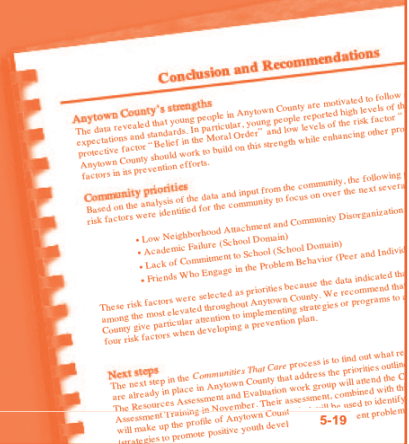 Conclusion and Recommendations
Anytown County's strengths
The data revealed that young people in Anytown County are motivated to follow
expectations and standards. In particular, young people reported high levels of th
protective factor "Belief in the Moral Order" and low levels of the risk factor "
Anytown County should work to build on this strength while enhancing other pro
factors in its prevention efforts.
Community priorities
Based on the analysis of the data and input from the community, the following
risk factors were identified for the community to focus on over the next severa
• Low Neighborhood Attachment and Community Disorganization
• Academic Failure (School Domain)
• Lack of Commitment to School (School Domain)
• Friends Who Engage in the Problem Behavior (Peer and Individ
These risk factors were selected as priorities because the data indicated tha
among the most elevated throughout Anytown County. We recommend tha
County give particular attention to implementing strategies or programs to a
four risk factors when developing a prevention plan.
Next steps
The next step in the Communities That Care process is to find out what re
are already in place in Anytown County that address the priorities outlin
The Resources Assessment and Evaluation work group will attend the C
Assessment Training in November. Their assessment, combined with th
will make up the profile of Anytown Count will be used to identify
strategies to promote positive youth devel ent problem
5-19